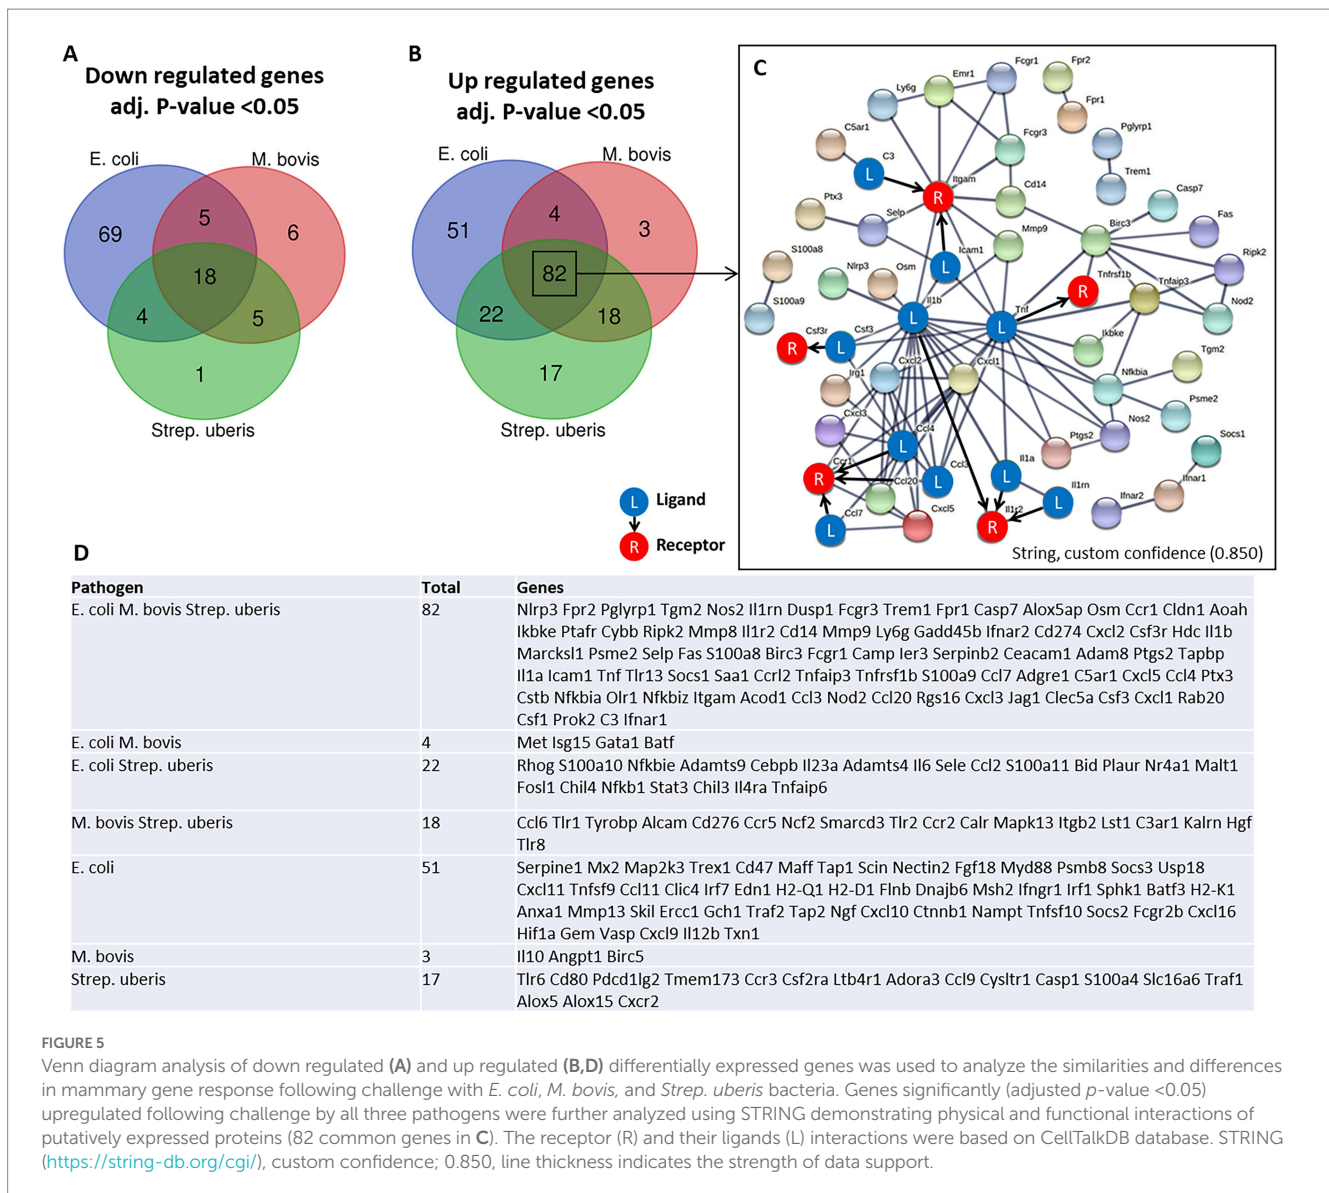 A
Down regulated genes
adj. P-value <0.05
E. coli
M. bovis
69
5
6
18
4
5
1
Strep. uberis
B
Up regulated genes
adj. P-value <0.05
E. coli
M. bovis
51
4
3
82
22
18
17
Strep. uberis
Ligand
L
R
Receptor
C
Ly6g
Emr1
Fcgr1
Fpr2
Fpr1
C5ar1
C3
L
Fcgr3
Pglyrp1
Itgam
R
Cd14
Trem1
Casp7
Ptx3
Selp
Mmp9
Birc3
Fas
Icam1
L
S100a8
Nlrp3
Osm
Tnfrsf1b
R
Tnfaip3
Ripk2
S100a9
Il1b
L
Tnf
L
Nod2
Csf3r
R
Csf3
L
Ikbke
Tgm2
Irg1
Cxcl2
Cxcl1
Nfkbia
Psme2
Cxcl3
Ccl4
L
Ptgs2
Nos2
Socs1
Ccr1
R
Ccl20
Ccl3
L
Il1a
L
Il1rn
L
Ifnar2
Ifnar1
Ccl7
L
Cxcl5
Il1r2
R
String, custom confidence (0.850)
D
Pathogen Total Genes
E. coli M. bovis Strep. uberis 82 Nlrp3 Fpr2 Pglyrp1 Tgm2 Nos2 Il1rn Dusp1 Fcgr3 Trem1 Fpr1 Casp7 Alox5ap Osm Ccr1 Cldn1 Aoah
Ikbke Ptafr Cybb Ripk2 Mmp8 Il1r2 Cd14 Mmp9 Ly6g Gadd45b Ifnar2 Cd274 Cxcl2 Csf3r Hdc Il1b
Marcksl1 Psme2 Selp Fas S100a8 Birc3 Fcgr1 Camp Ier3 Serpinb2 Ceacam1 Adam8 Ptgs2 Tapbp
Il1a Icam1 Tnf Tlr13 Socs1 Saa1 Ccrl2 Tnfaip3 Tnfrsf1b S100a9 Ccl7 Adgre1 C5ar1 Cxcl5 Ccl4 Ptx3
Cstb Nfkbia Olr1 Nfkbiz Itgam Acod1 Ccl3 Nod2 Ccl20 Rgs16 Cxcl3 Jag1 Clec5a Csf3 Cxcl1 Rab20
Csf1 Prok2 C3 Ifnar1
E. coli M. bovis 4 Met Isg15 Gata1 Batf
E. coli Strep. uberis 22 Rhog S100a10 Nfkbie Adamts9 Cebpb Il23a Adamts4 Il6 Sele Ccl2 S100a11 Bid Plaur Nr4a1 Malt1
Fosl1 Chil4 Nfkb1 Stat3 Chil3 Il4ra Tnfaip6
M. bovis Strep. uberis 18 Ccl6 Tlr1 Tyrobp Alcam Cd276 Ccr5 Ncf2 Smarcd3 Tlr2 Ccr2 Calr Mapk13 Itgb2 Lst1 C3ar1 Kalrn Hgf
Tlr8
E. coli 51 Serpine1 Mx2 Map2k3 Trex1 Cd47 Maff Tap1 Scin Nectin2 Fgf18 Myd88 Psmb8 Socs3 Usp18
Cxcl11 Tnfsf9 Ccl11 Clic4 Irf7 Edn1 H2-Q1 H2-D1 Flnb Dnajb6 Msh2 Ifngr1 Irf1 Sphk1 Batf3 H2-K1
Anxa1 Mmp13 Skil Ercc1 Gch1 Traf2 Tap2 Ngf Cxcl10 Ctnnb1 Nampt Tnfsf10 Socs2 Fcgr2b Cxcl16
Hif1a Gem Vasp Cxcl9 Il12b Txn1
M. bovis 3 Il10 Angpt1 Birc5
Strep. uberis 17 Tlr6 Cd80 Pdcd1lg2 Tmem173 Ccr3 Csf2ra Ltb4r1 Adora3 Ccl9 Cysltr1 Casp1 S100a4 Slc16a6 Traf1
Alox5 Alox15 Cxcr2
FIGURE 5
Venn diagram analysis of down regulated (A) and up regulated (B,D) differentially expressed genes was used to analyze the similarities and differences
in mammary gene response following challenge with E. coli, M. bovis, and Strep. uberis bacteria. Genes significantly (adjusted p-value <0.05)
upregulated following challenge by all three pathogens were further analyzed using STRING demonstrating physical and functional interactions of
putatively expressed proteins (82 common genes in C). The receptor (R) and their ligands (L) interactions were based on CellTalkDB database. STRING
(https://string-db.org/cgi/), custom confidence; 0.850, line thickness indicates the strength of data support.